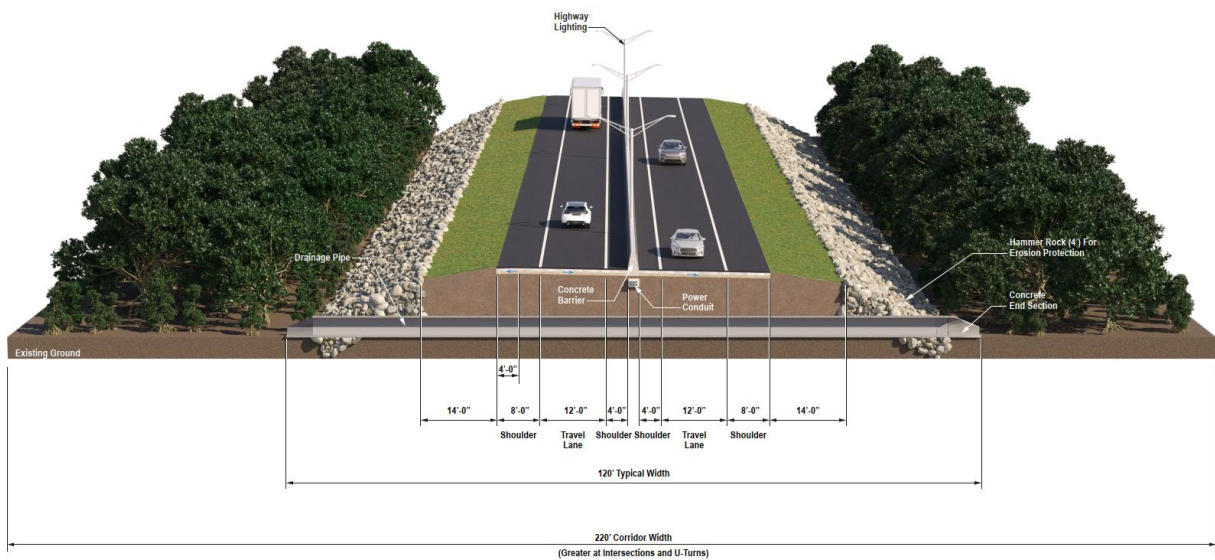 Highway
Lighting
Drainage Pipe
Hammer Rock (4') For
Erosion Protection
Concrete
Barrier
Power
Conduit
Concrete
End Section
Existing Ground
4'-0"
14'-0"
8'-0"
12'-0"
4'-0"
4'-0"
12'-0"
8'-0"
14'-0"
Shoulder
Travel
Lane
Shoulder
Shoulder
Travel
Lane
Shoulder
120' Typical Width
220' Corridor Width
(Greater at Intersections and U-Turns)